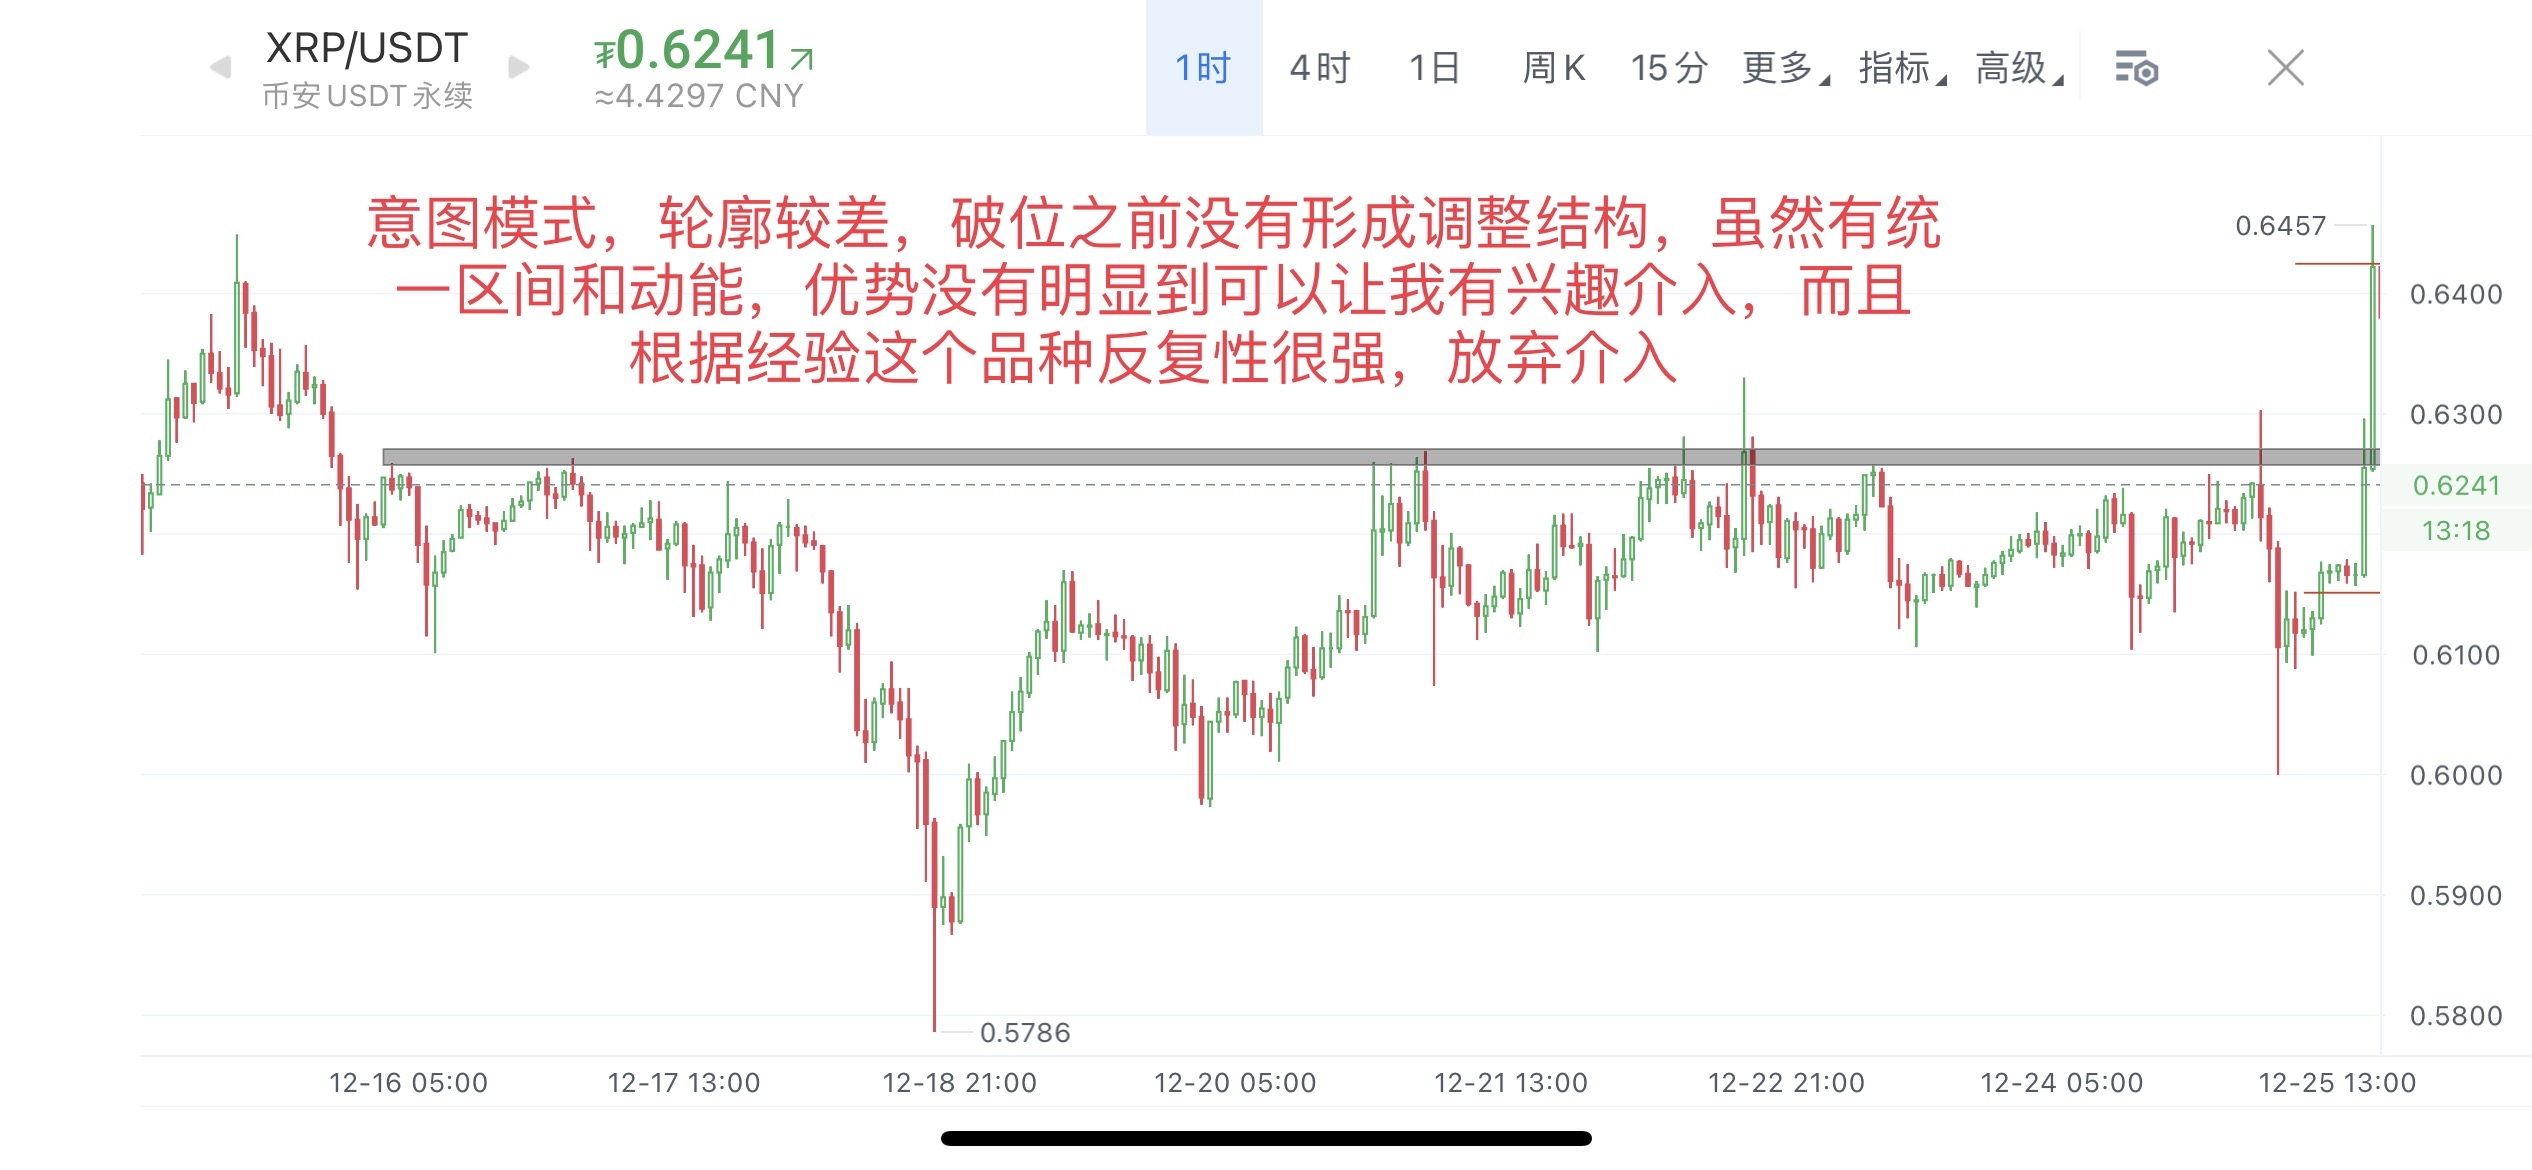 XRP/USDT
币安USDT永续
₮0.6241
≈4.4297 CNY
1时 4时 1日 周K 15分 更多 指标 高级
意图模式，轮廓较差，破位之前没有形成调整结构，虽然有统
一区间和动能，优势没有明显到可以让我有兴趣介入，而且
根据经验这个品种反复性很强，放弃介入
0.6457
0.6400
0.6300
0.6241
13:18
0.6100
0.6000
0.5900
0.5800
0.5786
12-16 05:00 12-17 13:00 12-18 21:00 12-20 05:00 12-21 13:00 12-22 21:00 12-24 05:00 12-25 13:00